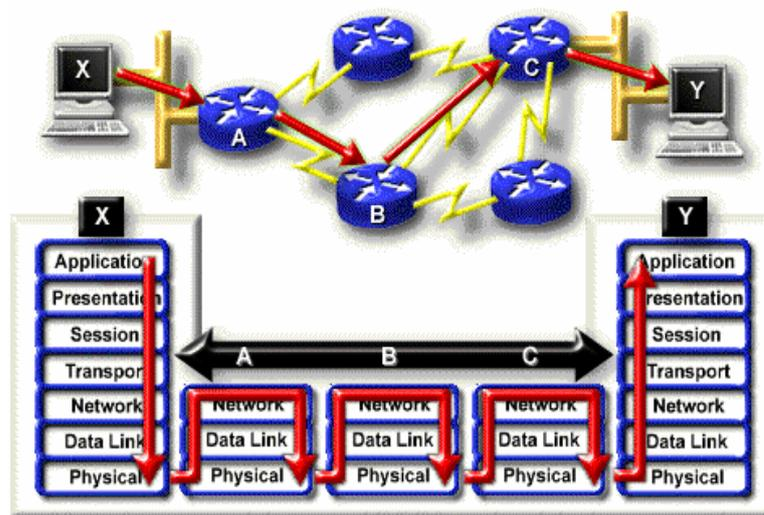 X
Y
C
A
B
X
Y
Application
Application
Presentation
Presentation
Session
Session
A
B
C
Transport
Transport
Network
Network
Network
Network
Network
Data Link
Data Link
Data Link
Data Link
Data Link
Physical
Physical
Physical
Physical
Physical